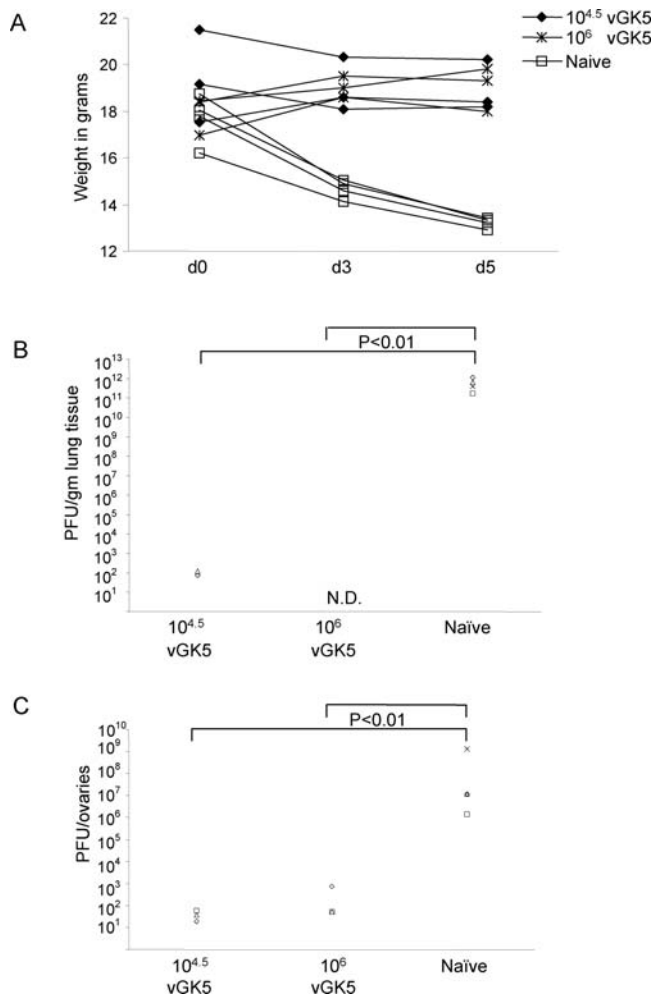 A
10^4.5 vGK5
10^6 vGK5
Naive
Weight in grams
22
20
18
16
14
12
d0 d3 d5
B
P<0.01
PFU/gm lung tissue
10^13
10^12
10^11
10^10
10^9
10^8
10^7
10^6
10^5
10^4
10^3
10^2
10^1
N.D.
10^4.5 10^6 Naïve
vGK5 vGK5
C
P<0.01
PFU/ovaries
10^10
10^9
10^8
10^7
10^6
10^5
10^4
10^3
10^2
10^1
10^4.5 10^6 Naïve
vGK5 vGK5